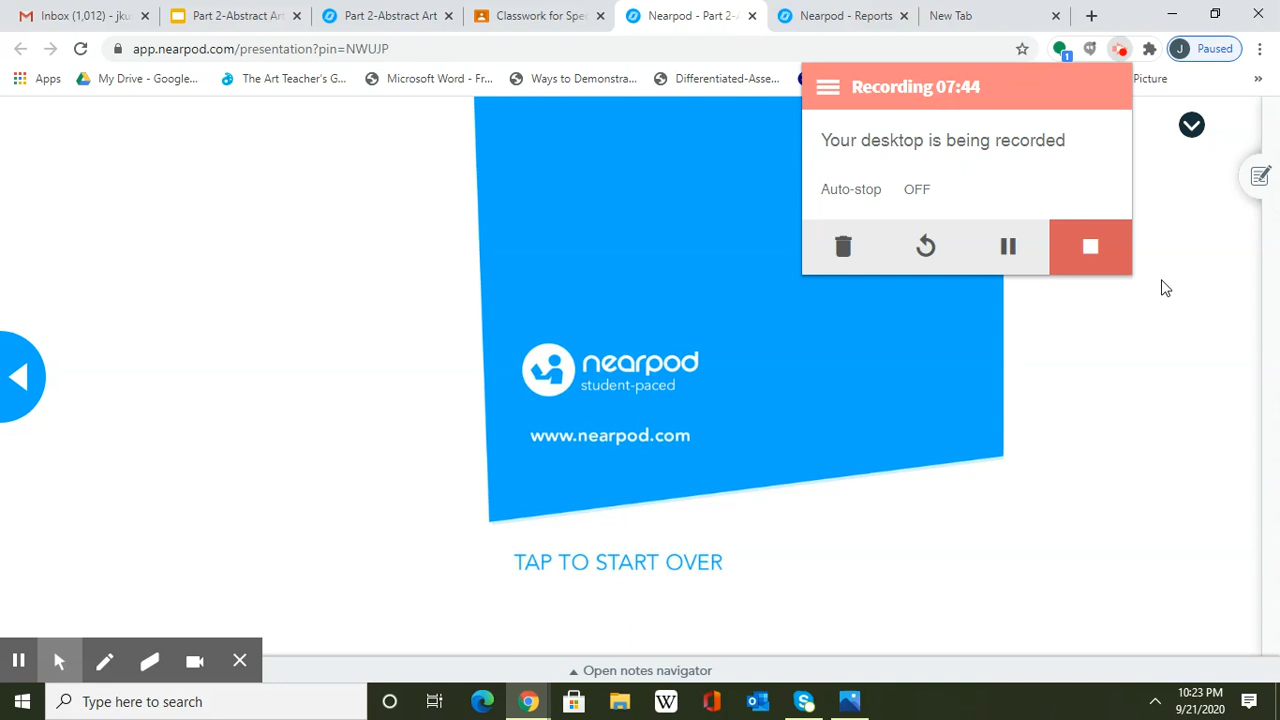 Inbox (1,012) - jku
Part 2-Abstract Art
Part 2-Abstract Art
Classwork for Spe
Nearpod - Part 2-
Nearpod - Reports
New Tab
app.nearpod.com/presentation?pin=NWUJP
1
J Paused
Apps
My Drive - Google...
The Art Teacher's G...
Microsoft Word - Fr...
Ways to Demonstra...
Differentiated-Asse...
Picture
»
Recording 07:44
Your desktop is being recorded
Auto-stop OFF
nearpod
student-paced
www.nearpod.com
TAP TO START OVER
Open notes navigator
Type here to search
W
10:23 PM
9/21/2020